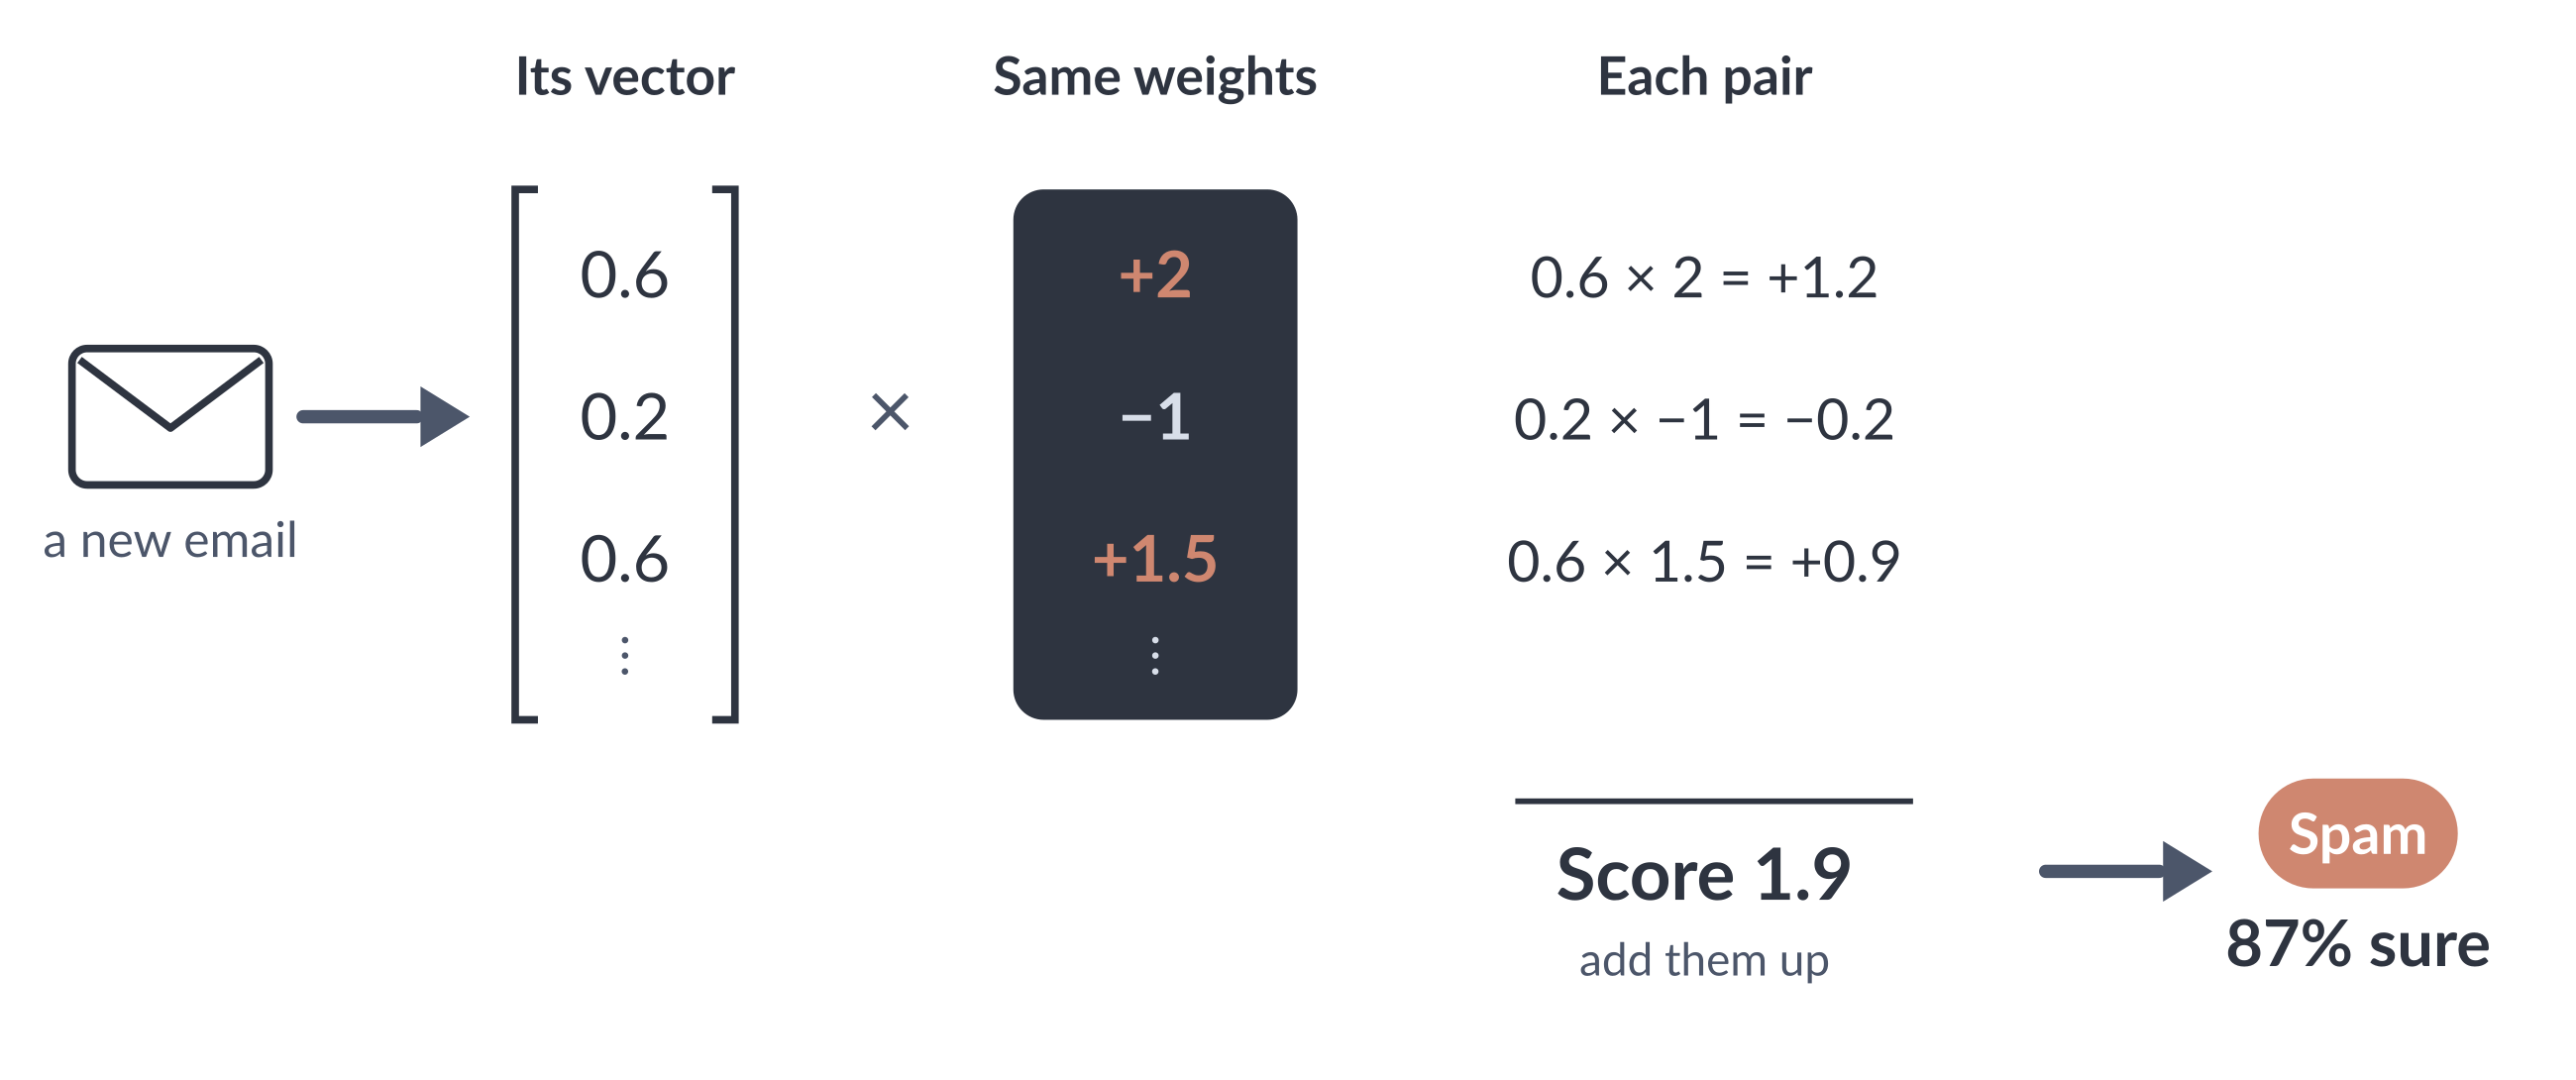 Its vector
Same weights
Each pair
0.6
+2
0.6 × 2 = +1.2
0.2
×
−1
0.2 × −1 = −0.2
a new email
0.6
+1.5
0.6 × 1.5 = +0.9
⋮
⋮
Score 1.9
add them up
Spam
87% sure